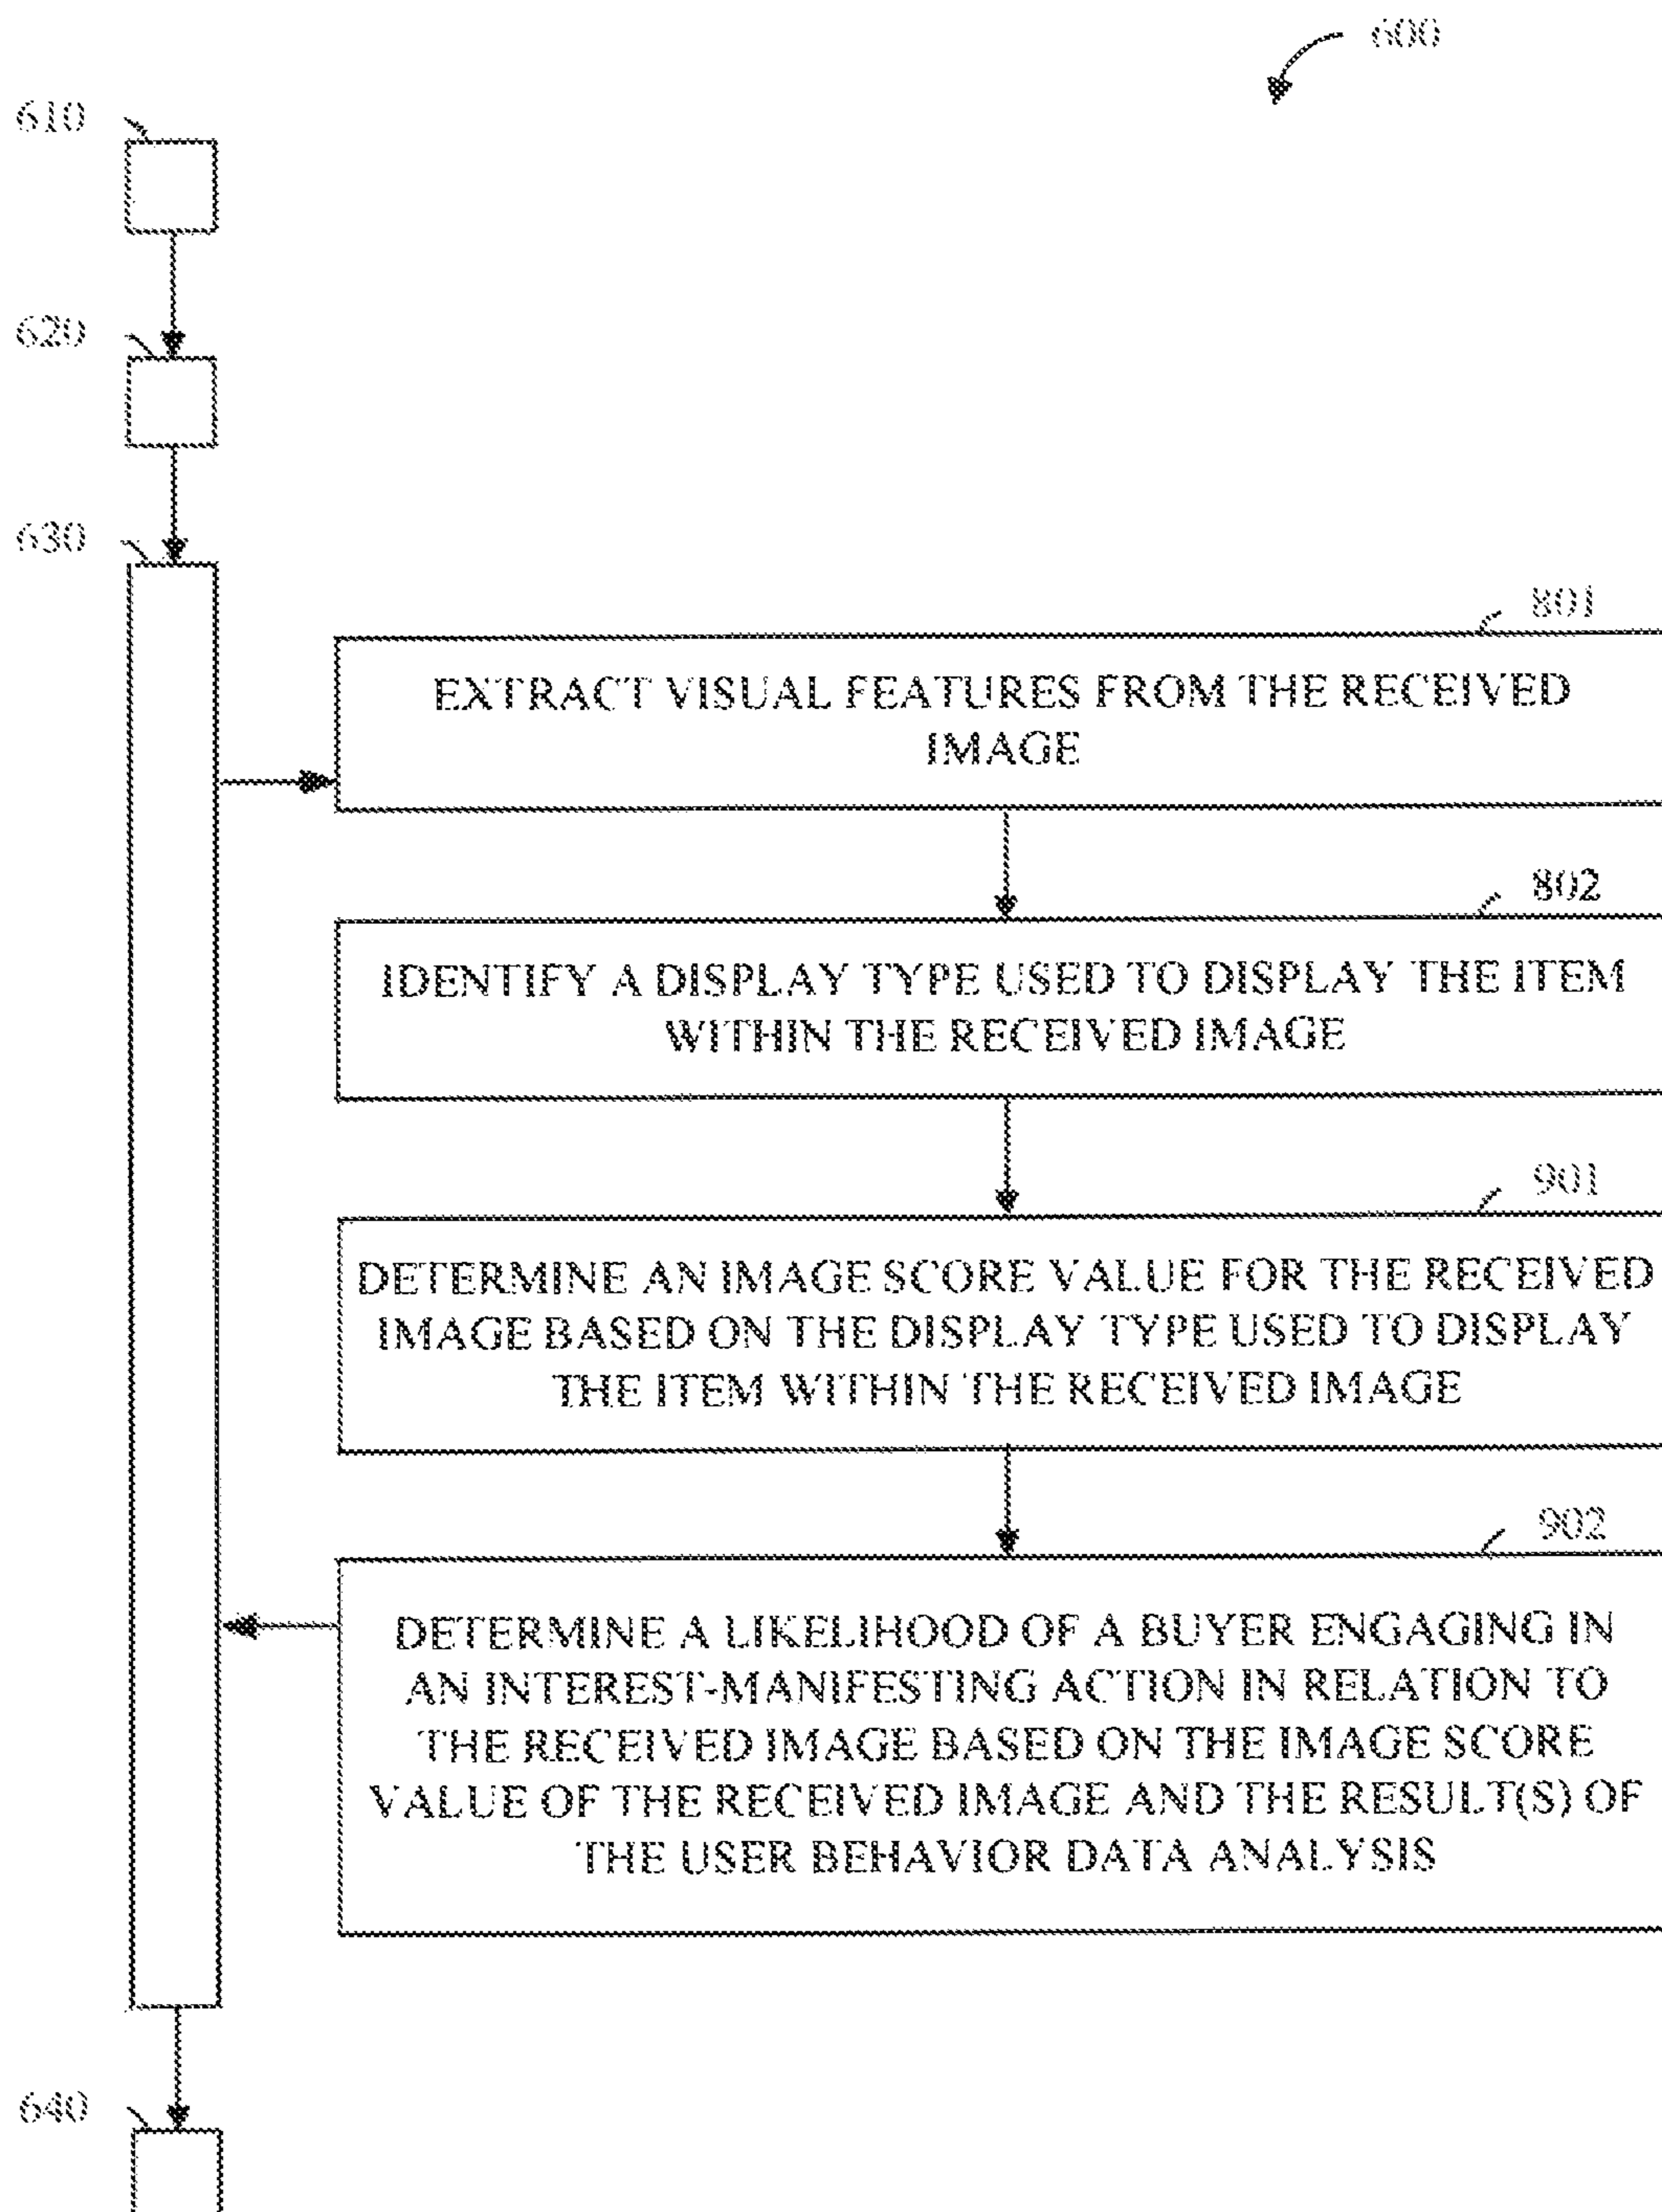 600
610
620
630
801
EXTRACT VISUAL FEATURES FROM THE RECEIVED
IMAGE
802
IDENTIFY A DISPLAY TYPE USED TO DISPLAY THE ITEM
WITHIN THE RECEIVED IMAGE
901
DETERMINE AN IMAGE SCORE VALUE FOR THE RECEIVED
IMAGE BASED ON THE DISPLAY TYPE USED TO DISPLAY
THE ITEM WITHIN THE RECEIVED IMAGE
902
DETERMINE A LIKELIHOOD OF A BUYER ENGAGING IN
AN INTEREST-MANIFESTING ACTION IN RELATION TO
THE RECEIVED IMAGE BASED ON THE IMAGE SCORE
VALUE OF THE RECEIVED IMAGE AND THE RESULT(S) OF
THE USER BEHAVIOR DATA ANALYSIS
640